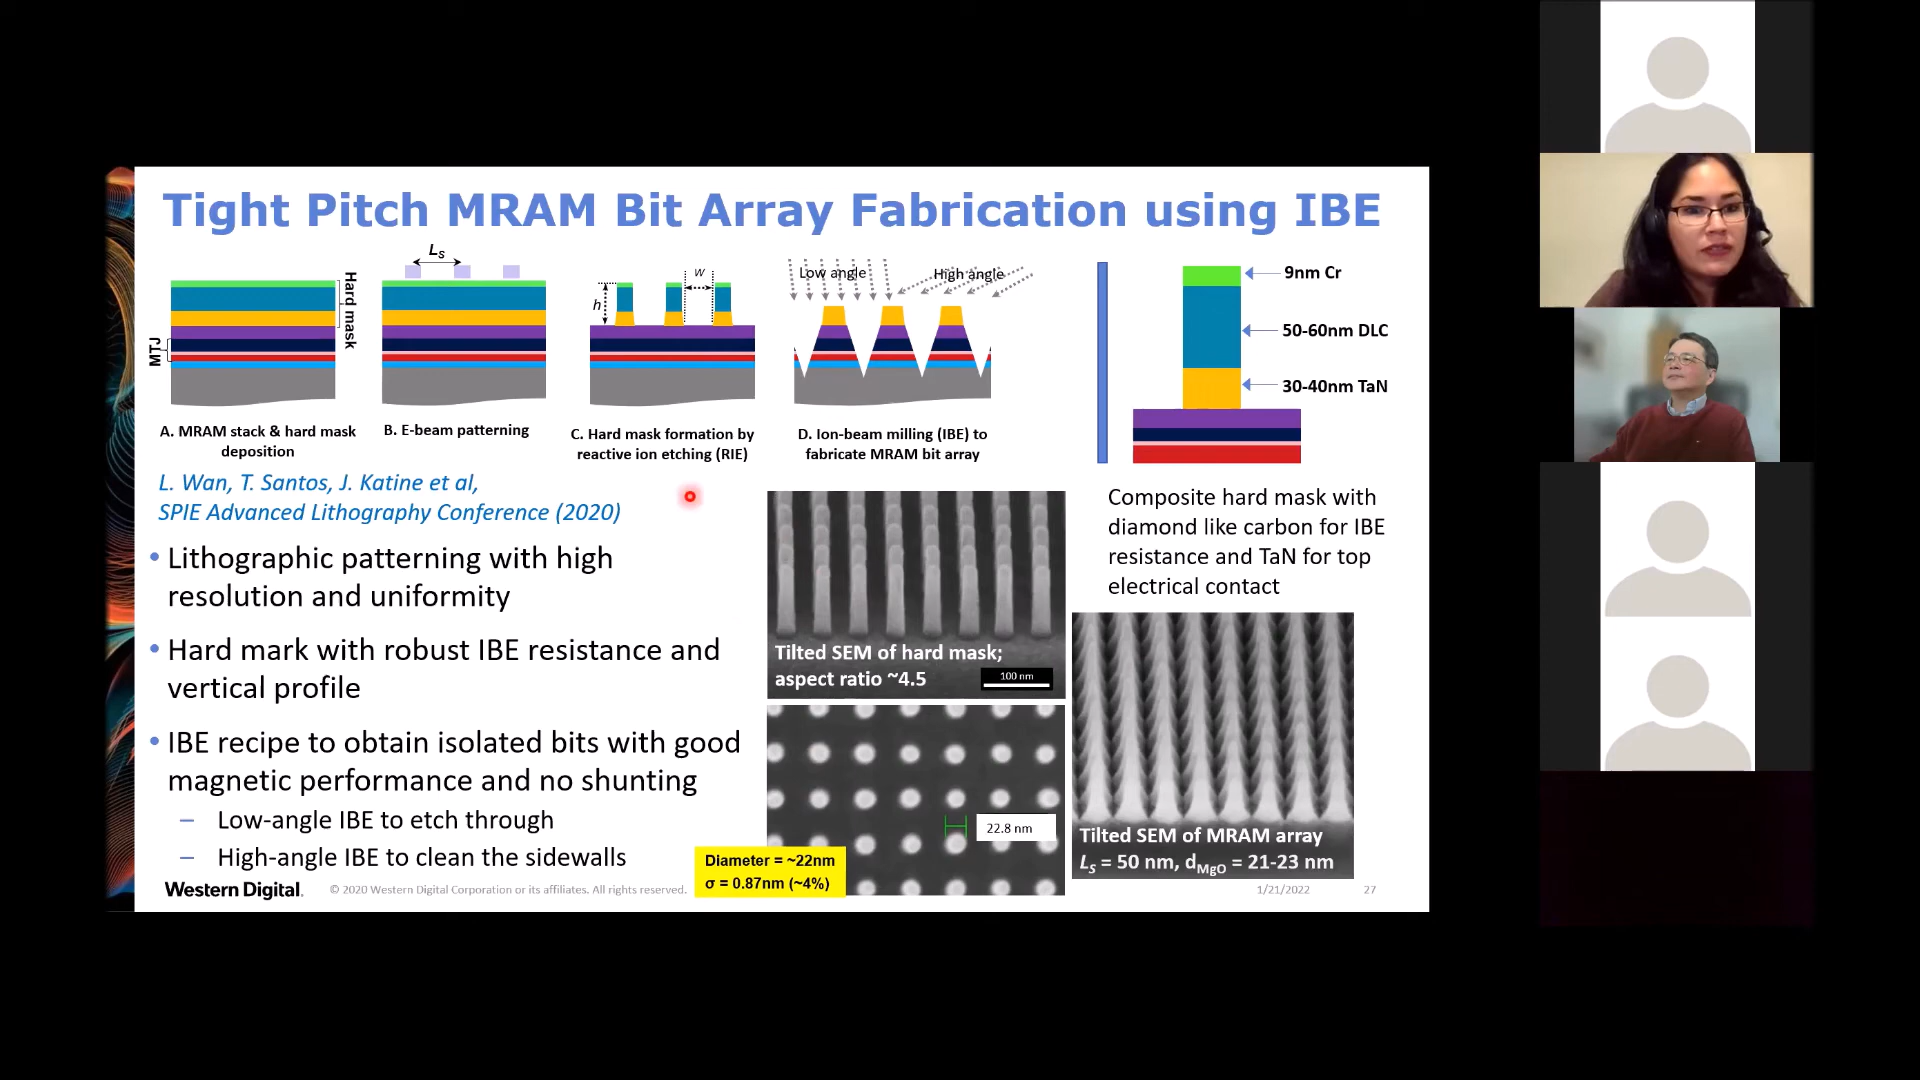 Tight Pitch MRAM Bit Array Fabrication using IBE
LS
Hard mask
MTJ
w
h
Low angle
High angle
9nm Cr
50-60nm DLC
30-40nm TaN
A. MRAM stack & hard mask
deposition
B. E-beam patterning
C. Hard mask formation by
reactive ion etching (RIE)
D. Ion-beam milling (IBE) to
fabricate MRAM bit array
L. Wan, T. Santos, J. Katine et al,
SPIE Advanced Lithography Conference (2020)
• Lithographic patterning with high
resolution and uniformity
• Hard mark with robust IBE resistance and
vertical profile
• IBE recipe to obtain isolated bits with good
magnetic performance and no shunting
– Low-angle IBE to etch through
– High-angle IBE to clean the sidewalls
Tilted SEM of hard mask;
aspect ratio ~4.5
100 nm
22.8 nm
Diameter = ~22nm
σ = 0.87nm (~4%)
Composite hard mask with
diamond like carbon for IBE
resistance and TaN for top
electrical contact
Tilted SEM of MRAM array
LS = 50 nm, dMgO = 21-23 nm
Western Digital.
© 2020 Western Digital Corporation or its affiliates. All rights reserved.
1/21/2022
27